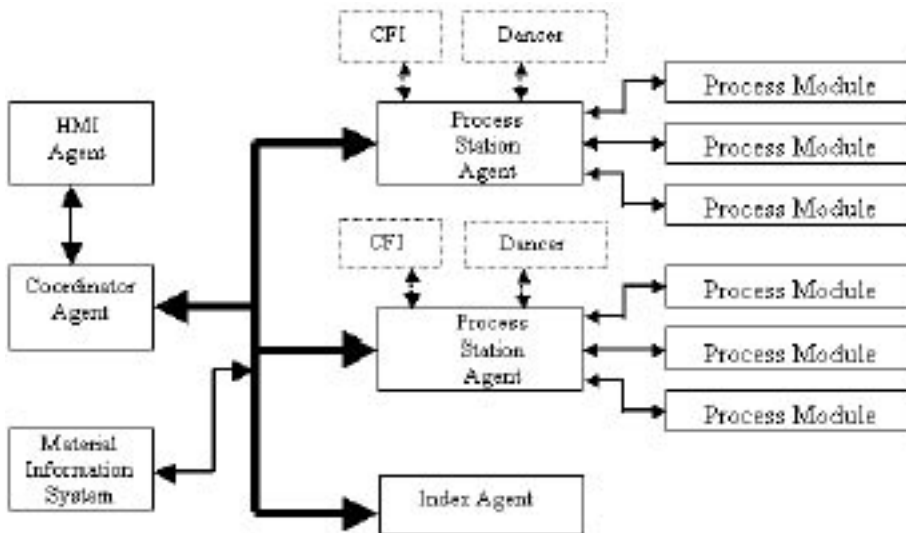 CFI
Dancer
HMI
Agent
Process
Station
Agent
Process Module
Process Module
Process Module
Coordinator
Agent
CFI
Dancer
Process
Station
Agent
Process Module
Process Module
Process Module
Material
Information
System
Index Agent